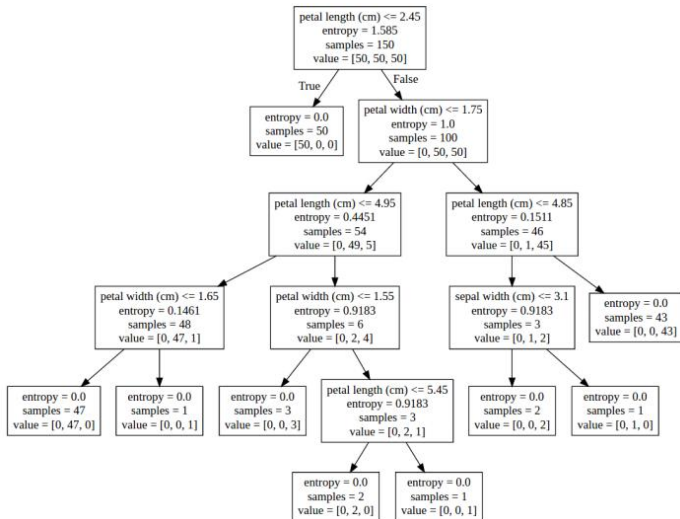 petal length (cm) <= 2.45
entropy = 1.585
samples = 150
value = [50, 50, 50]
True
False
entropy = 0.0
samples = 50
value = [50, 0, 0]
petal width (cm) <= 1.75
entropy = 1.0
samples = 100
value = [0, 50, 50]
petal length (cm) <= 4.95
entropy = 0.4451
samples = 54
value = [0, 49, 5]
petal length (cm) <= 4.85
entropy = 0.1511
samples = 46
value = [0, 1, 45]
petal width (cm) <= 1.65
entropy = 0.1461
samples = 48
value = [0, 47, 1]
petal width (cm) <= 1.55
entropy = 0.9183
samples = 6
value = [0, 2, 4]
sepal width (cm) <= 3.1
entropy = 0.9183
samples = 3
value = [0, 1, 2]
entropy = 0.0
samples = 43
value = [0, 0, 43]
entropy = 0.0
samples = 47
value = [0, 47, 0]
entropy = 0.0
samples = 1
value = [0, 0, 1]
entropy = 0.0
samples = 3
value = [0, 0, 3]
petal length (cm) <= 5.45
entropy = 0.9183
samples = 3
value = [0, 2, 1]
entropy = 0.0
samples = 2
value = [0, 0, 2]
entropy = 0.0
samples = 1
value = [0, 1, 0]
entropy = 0.0
samples = 2
value = [0, 2, 0]
entropy = 0.0
samples = 1
value = [0, 0, 1]